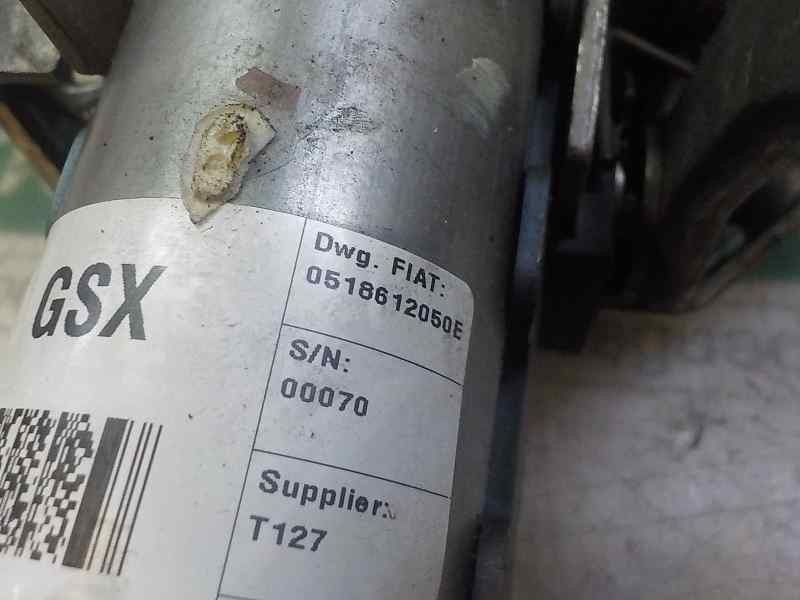 GSX
Dwg. FIAT:
0518612050E
S/N:
00070
Supplier:
T127